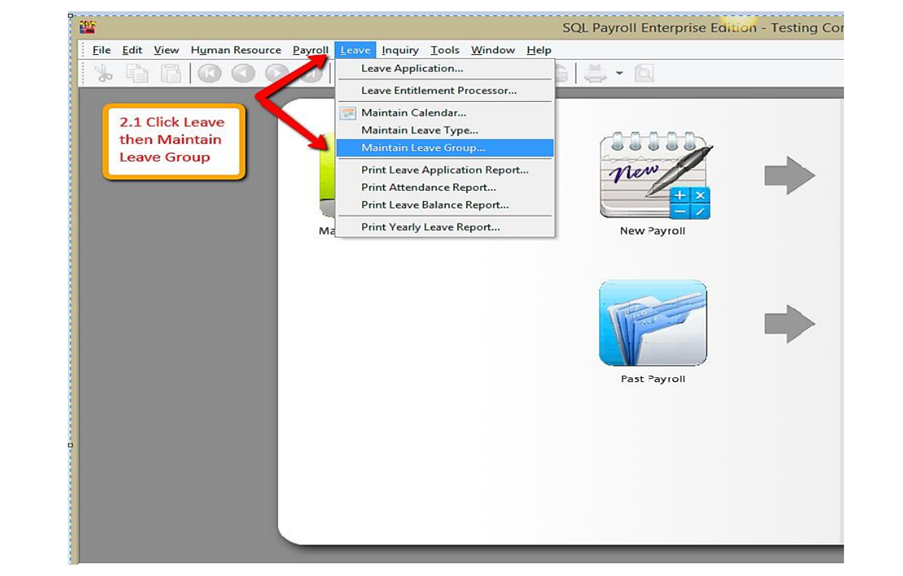 SQL Payroll Enterprise Edition - Testing Co
File Edit View Human Resource Payroll Leave Inquiry Tools Window Help
Leave Application...
Leave Entitlement Processor...
Maintain Calendar...
Maintain Leave Type...
Maintain Leave Group...
Print Leave Application Report...
Print Attendance Report...
Print Leave Balance Report...
Print Yearly Leave Report...
2.1 Click Leave
then Maintain
Leave Group
Ma
New
New Payroll
Past Payroll